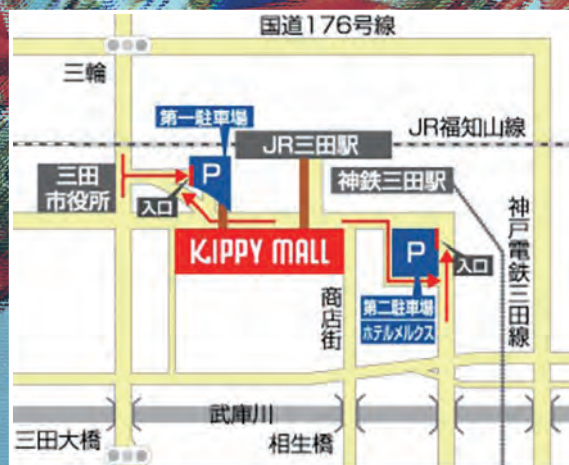 国道176号線
三輪
第一駐車場
JR福知山線
JR三田駅
P
三田
市役所
神鉄三田駅
入口
KIPPY MALL
P
入口
神戸電鉄三田線
商店街
第二駐車場
ホテルメルクス
武庫川
三田大橋
相生橋